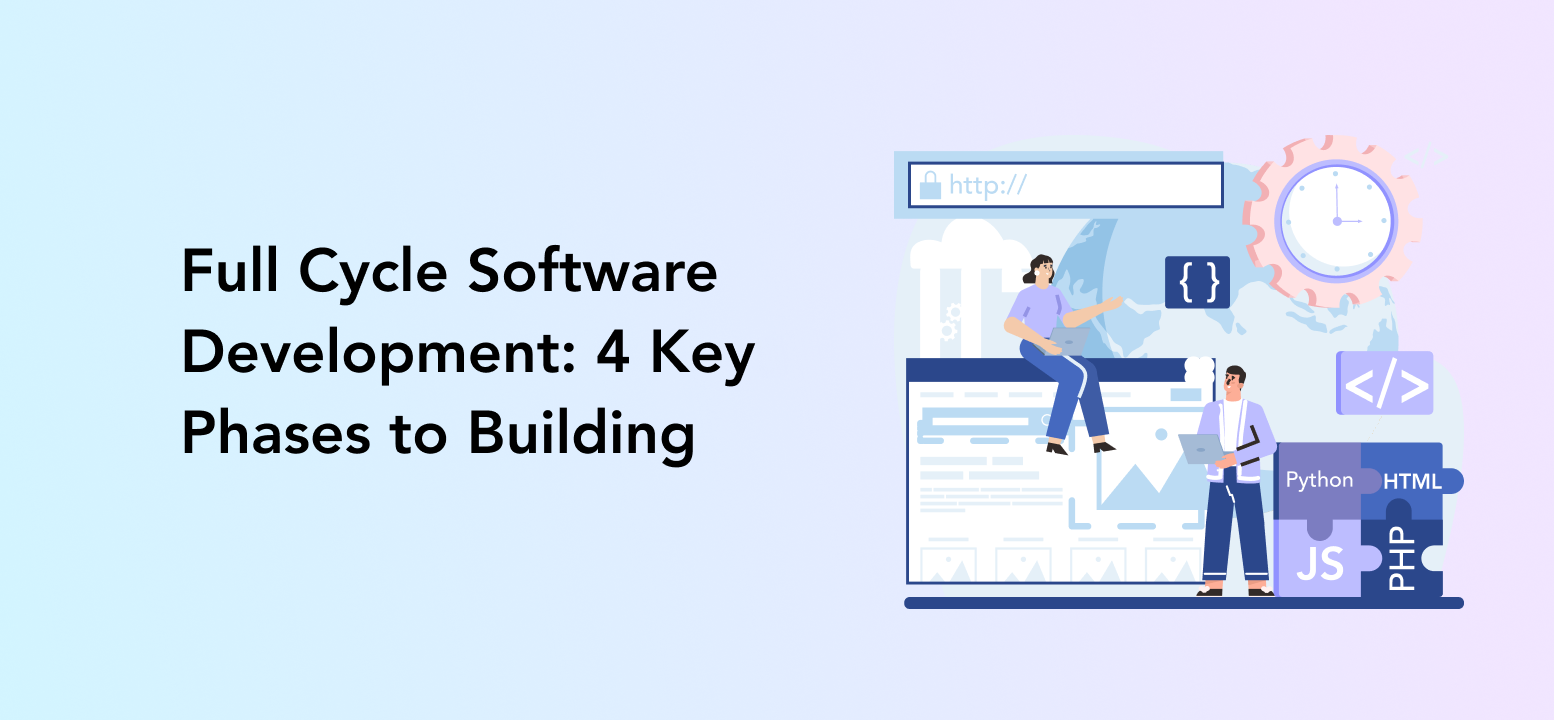 Full Cycle Software
Development: 4 Key
Phases to Building
http://
</>
{ }
</>
Python
HTML
JS
PHP